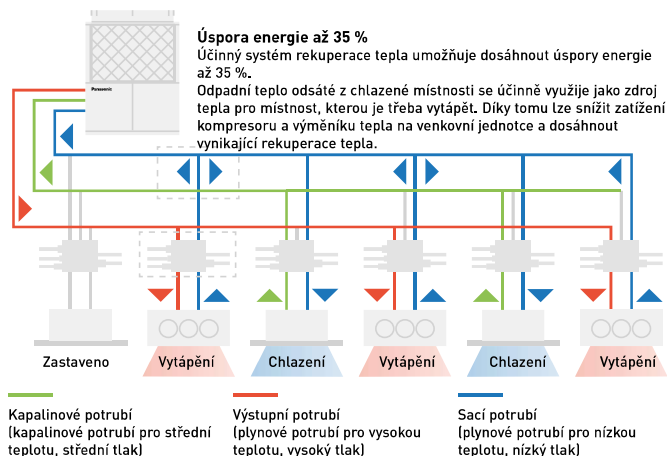 Úspora energie až 35 %
Účinný systém rekuperace tepla umožňuje dosáhnout úspory energie
až 35 %.
Odpadní teplo odsáté z chlazené místnosti se účinně využije jako zdroj
tepla pro místnost, kterou je třeba vytápět. Díky tomu lze snížit zatížení
kompresoru a výměníku tepla na venkovní jednotce a dosáhnout
vynikající rekuperace tepla.
Panasonic
Zastaveno
Vytápění
Chlazení
Vytápění
Chlazení
Vytápění
Kapalinové potrubí
(kapalinové potrubí pro střední
teplotu, střední tlak)
Výstupní potrubí
(plynové potrubí pro vysokou
teplotu, vysoký tlak)
Sací potrubí
(plynové potrubí pro nízkou
teplotu, nízký tlak)